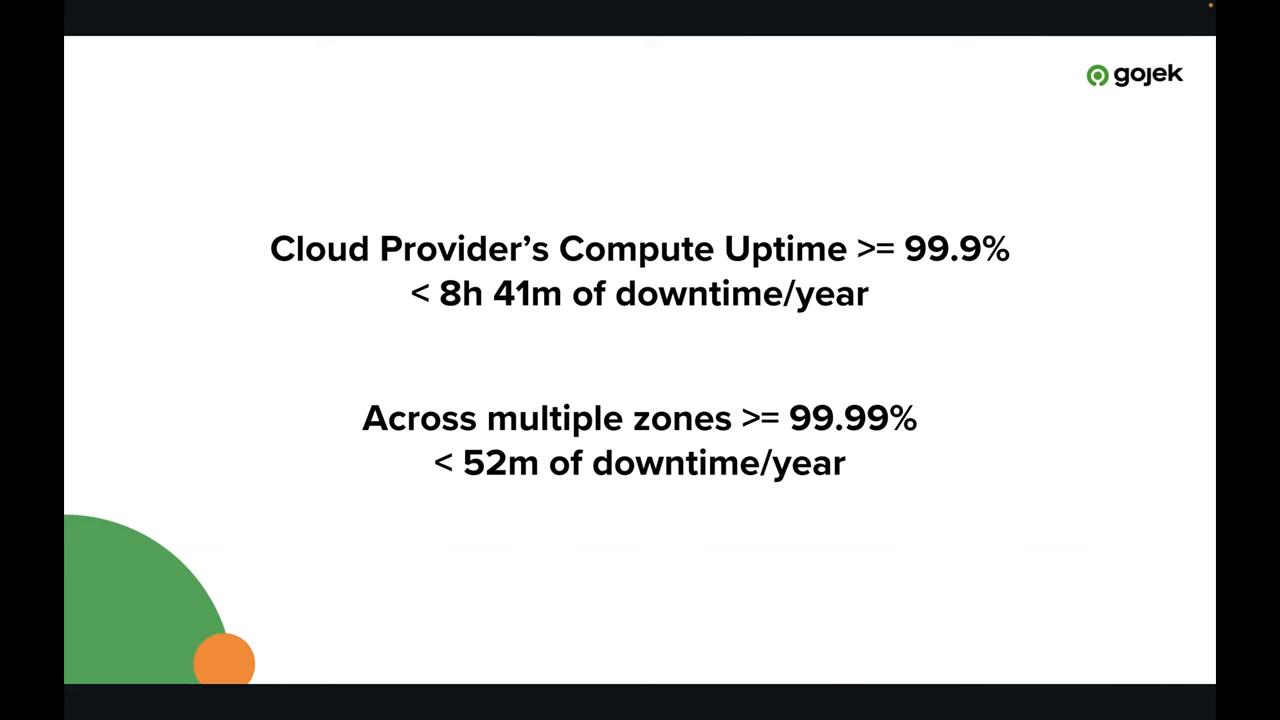 gojek
Cloud Provider’s Compute Uptime >= 99.9%
< 8h 41m of downtime/year
Across multiple zones >= 99.99%
< 52m of downtime/year